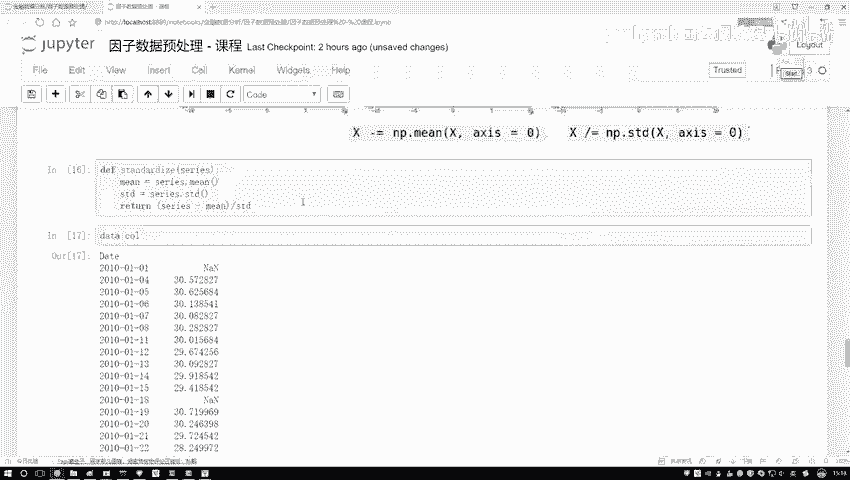 jupyter 因子数据预处理 - 课程 Last Checkpoint: 2 hours ago (unsaved changes)
Layout
File Edit View Insert Cell Kernel Widgets Help
Trusted
Code
X -= np.mean(X, axis = 0) X /= np.std(X, axis = 0)
In [16]: def standardize(series):
mean = series.mean()
std = series.std()
return (series - mean)/std
In [17]: data_col
Out[17]: Date
2010-01-01 NaN
2010-01-04 30.572827
2010-01-05 30.625684
2010-01-06 30.138541
2010-01-07 30.082827
2010-01-08 30.282827
2010-01-11 30.015684
2010-01-12 29.674256
2010-01-13 30.092827
2010-01-14 29.918542
2010-01-15 29.418542
2010-01-18 NaN
2010-01-19 30.719969
2010-01-20 30.246398
2010-01-21 29.724542
2010-01-22 28.249972